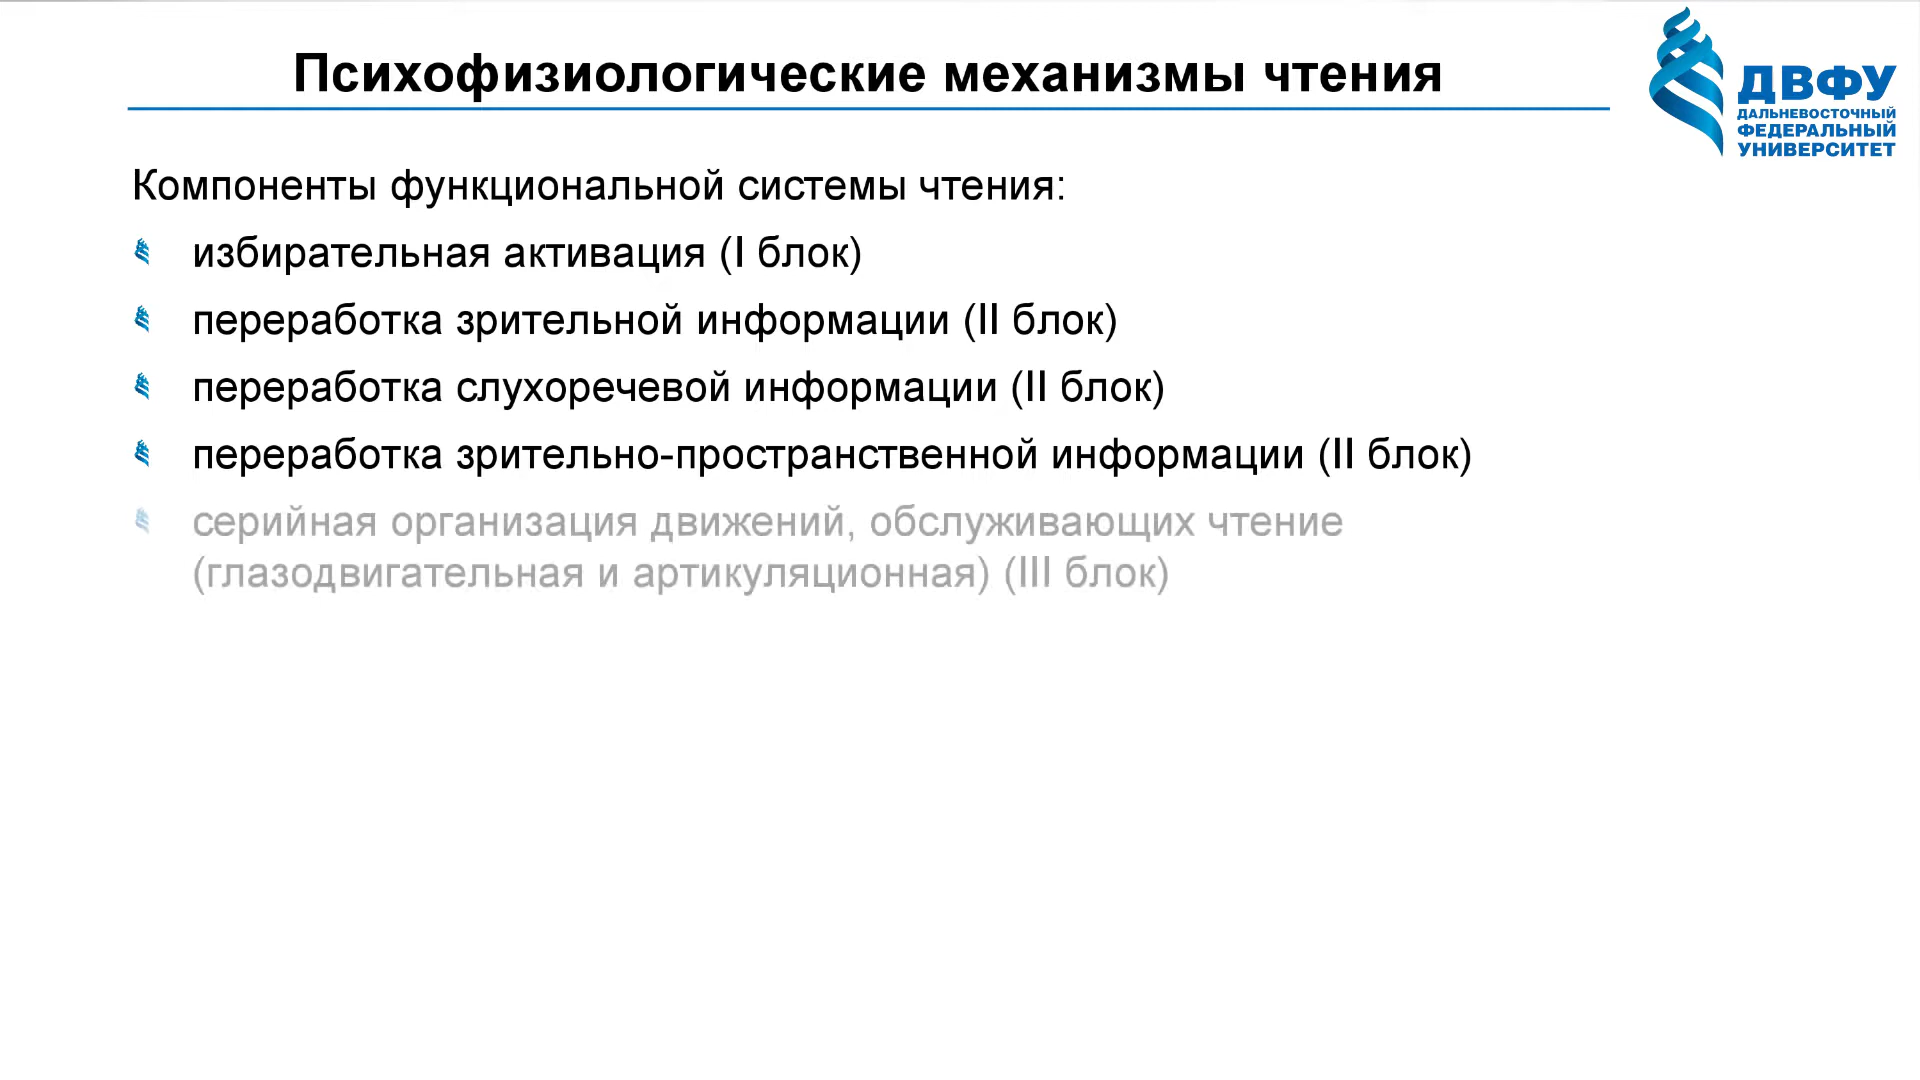 Психофизиологические механизмы чтения
ДВФУ
ДАЛЬНЕВОСТОЧНЫЙ
ФЕДЕРАЛЬНЫЙ
УНИВЕРСИТЕТ
Компоненты функциональной системы чтения:
избирательная активация (I блок)
переработка зрительной информации (II блок)
переработка слухоречевой информации (II блок)
переработка зрительно-пространственной информации (II блок)
серийная организация движений, обслуживающих чтение
(глазодвигательная и артикуляционная) (III блок)